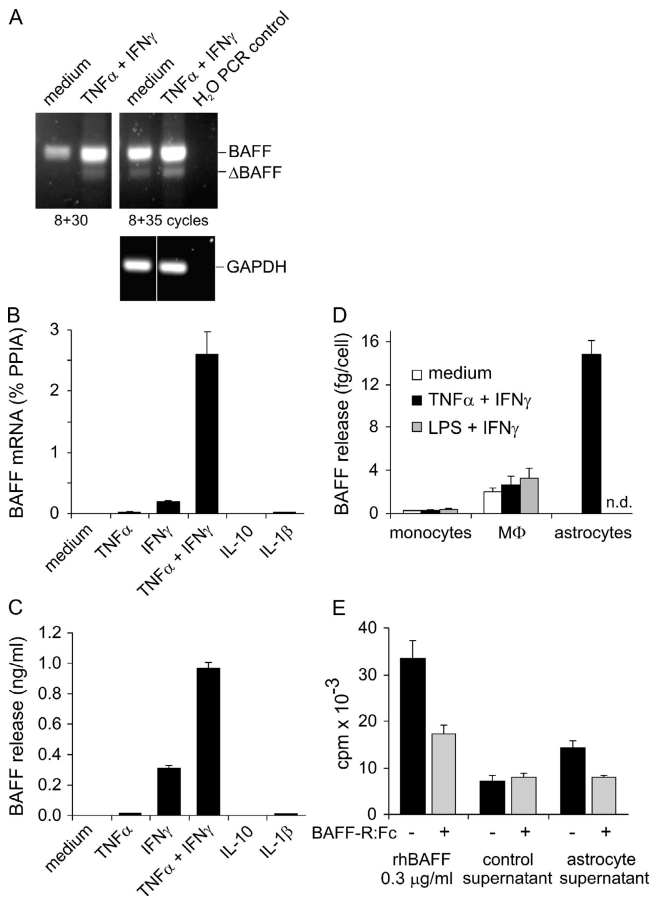 A
medium
TNFα + IFNγ
medium
TNFα + IFNγ
H2O PCR control
BAFF
ΔBAFF
8+30
8+35 cycles
GAPDH
B
BAFF mRNA (% PPIA)
3
2
1
0
medium
TNFα
IFNγ
TNFα + IFNγ
IL-10
IL-1β
D
BAFF release (fg/cell)
16
12
8
4
0
medium
TNFα + IFNγ
LPS + IFNγ
n.d.
monocytes
MΦ
astrocytes
C
BAFF release (ng/ml)
1.2
1.0
0.8
0.6
0.4
0.2
0.0
medium
TNFα
IFNγ
TNFα + IFNγ
IL-10
IL-1β
E
cpm x 10-3
40
30
20
10
0
BAFF-R:Fc - + - + - +
rhBAFF
0.3 μg/ml
control
supernatant
astrocyte
supernatant